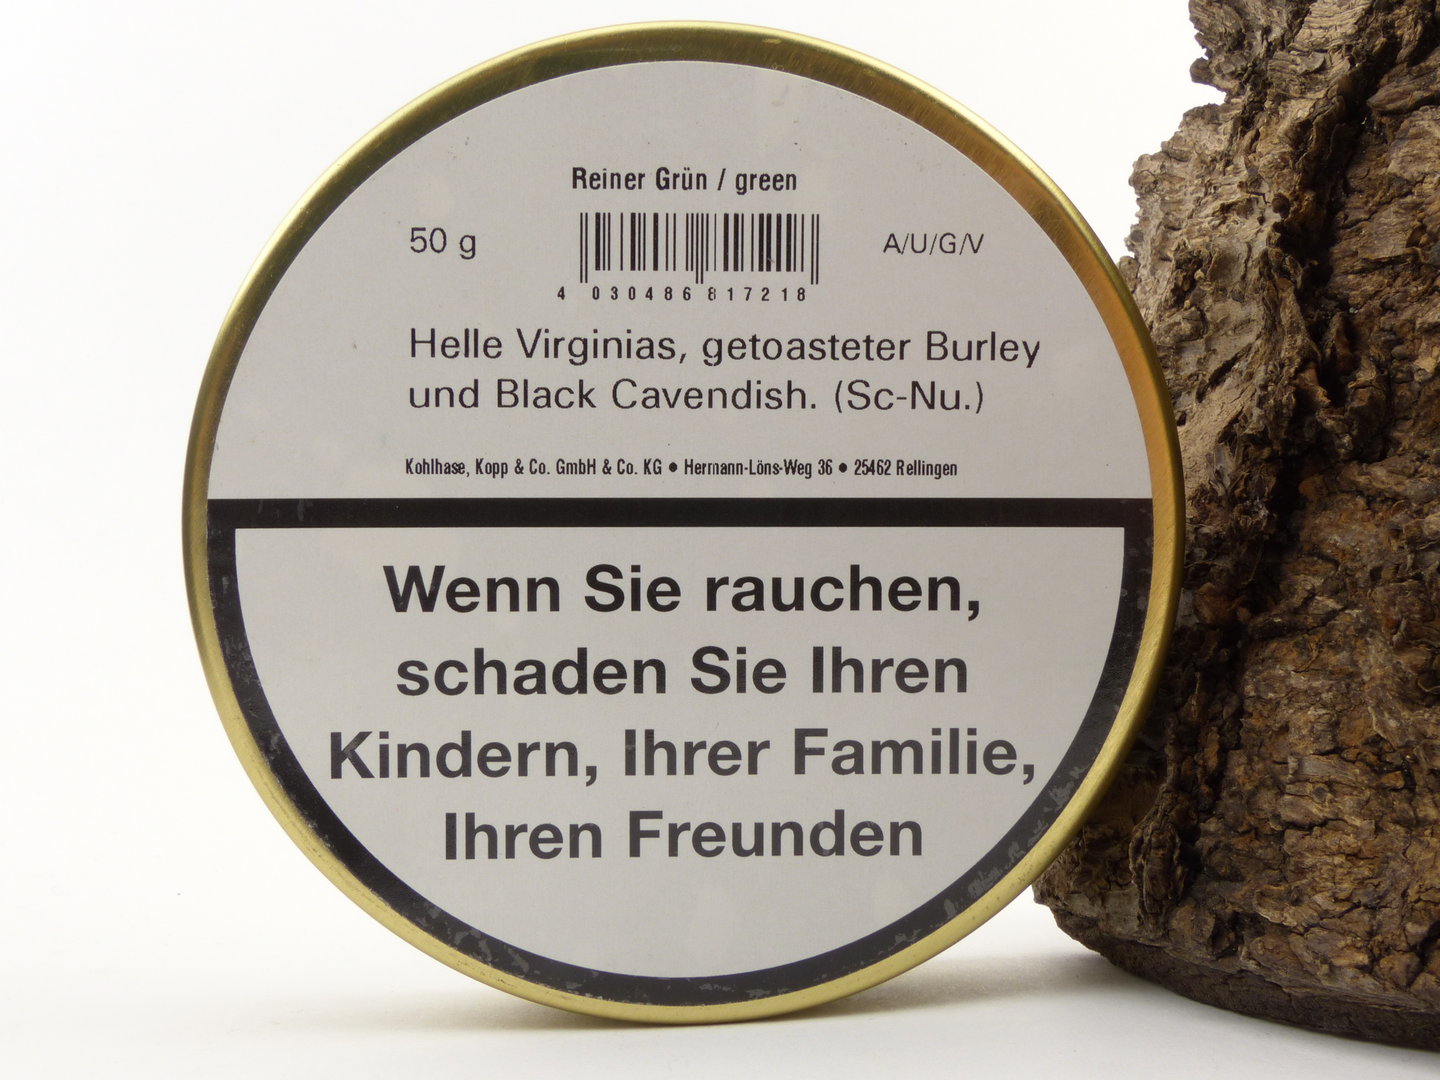 Reiner Grün / green
50 g
A/U/G/V
4 030486 817218
Helle Virginias, getoasteter Burley
und Black Cavendish. (Sc-Nu.)
Kohlhase, Kopp & Co. GmbH & Co. KG • Hermann-Löns-Weg 36 • 25462 Rellingen
Wenn Sie rauchen,
schaden Sie Ihren
Kindern, Ihrer Familie,
Ihren Freunden